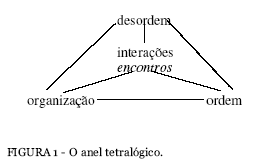 desordem
interações
encontros
organização
ordem
FIGURA 1 - O anel tetralógico.